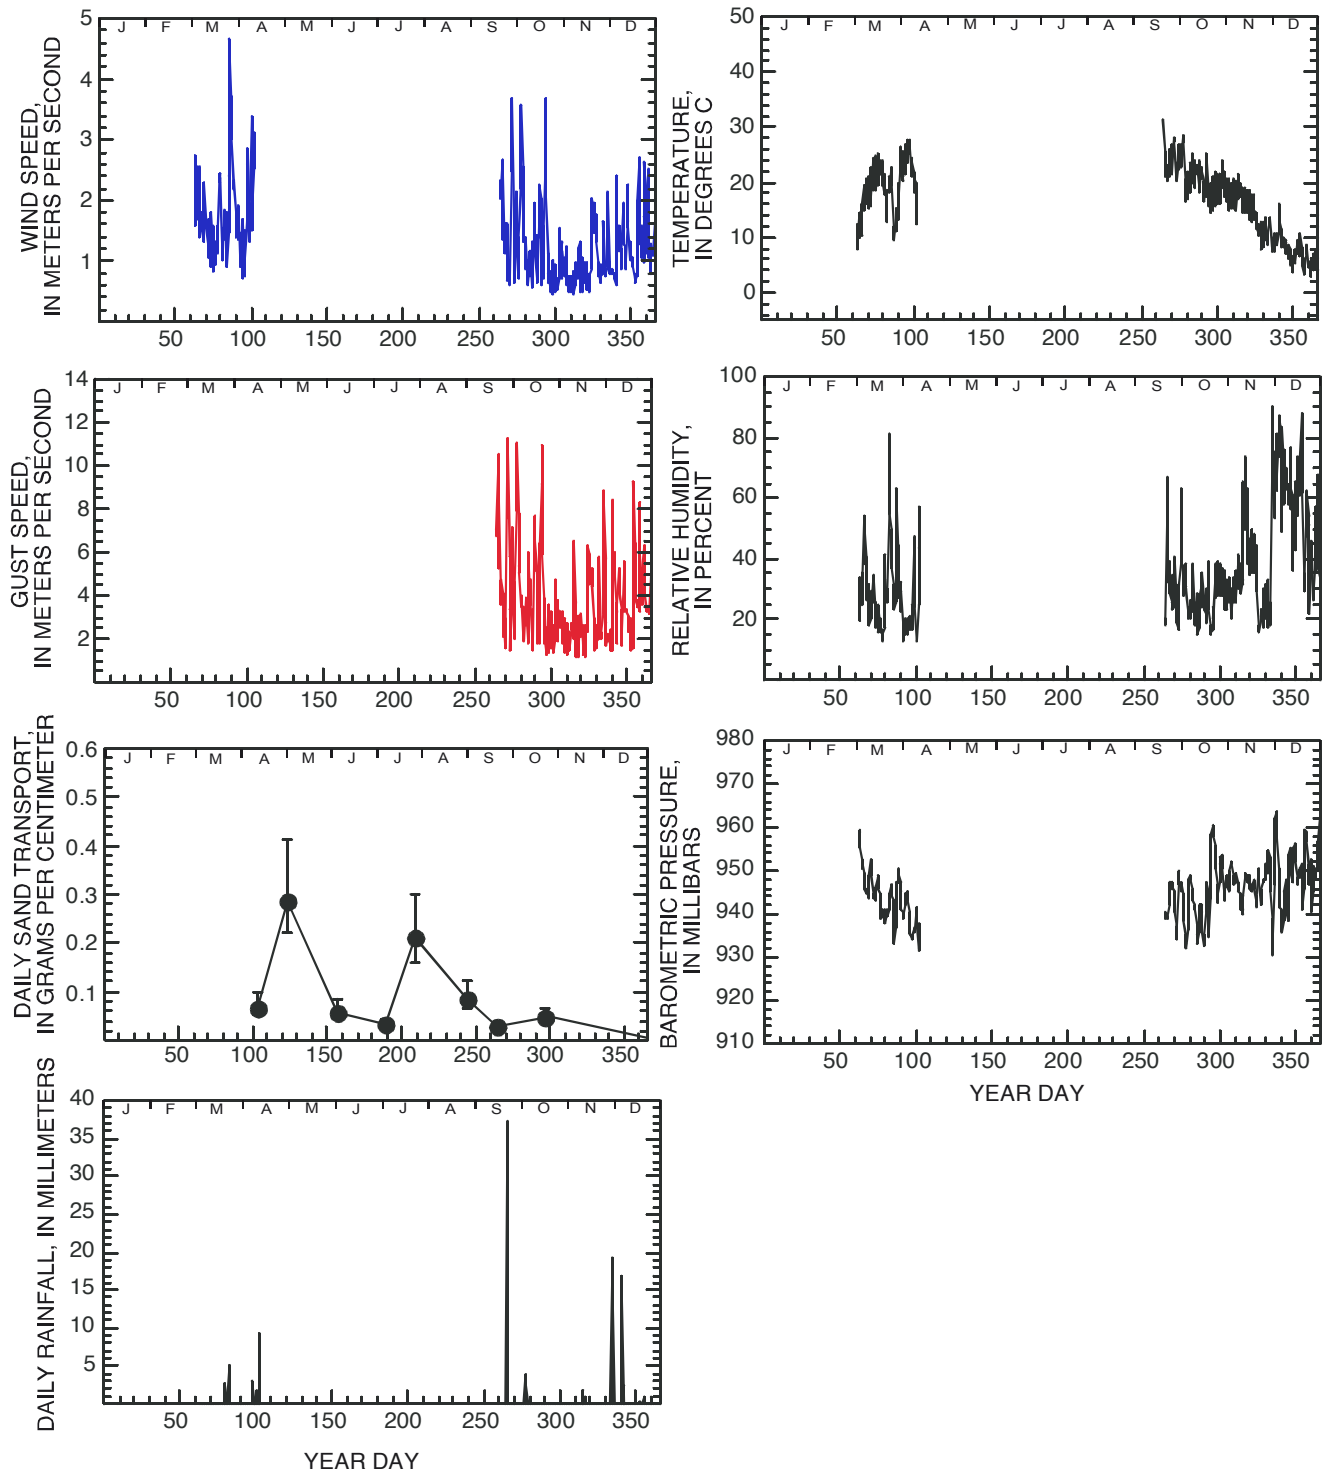 WIND SPEED,
IN METERS PER SECOND
5
4
3
2
1
J F M A M J J A S O N D
50 100 150 200 250 300 350
TEMPERATURE,
IN DEGREES C
50
40
30
20
10
0
J F M A M J J A S O N D
50 100 150 200 250 300 350
GUST SPEED,
IN METERS PER SECOND
14
12
10
8
6
4
2
J F M A M J J A S O N D
50 100 150 200 250 300 350
RELATIVE HUMIDITY,
IN PERCENT
100
80
60
40
20
J F M A M J J A S O N D
50 100 150 200 250 300 350
DAILY SAND TRANSPORT,
IN GRAMS PER CENTIMETER
0.6
0.5
0.4
0.3
0.2
0.1
J F M A M J J A S O N D
50 100 150 200 250 300 350
BAROMETRIC PRESSURE,
IN MILLIBARS
980
970
960
950
940
930
920
910
J F M A M J J A S O N D
50 100 150 200 250 300 350
YEAR DAY
DAILY RAINFALL, IN MILLIMETERS
40
35
30
25
20
15
10
5
J F M A M J J A S O N D
50 100 150 200 250 300 350
YEAR DAY